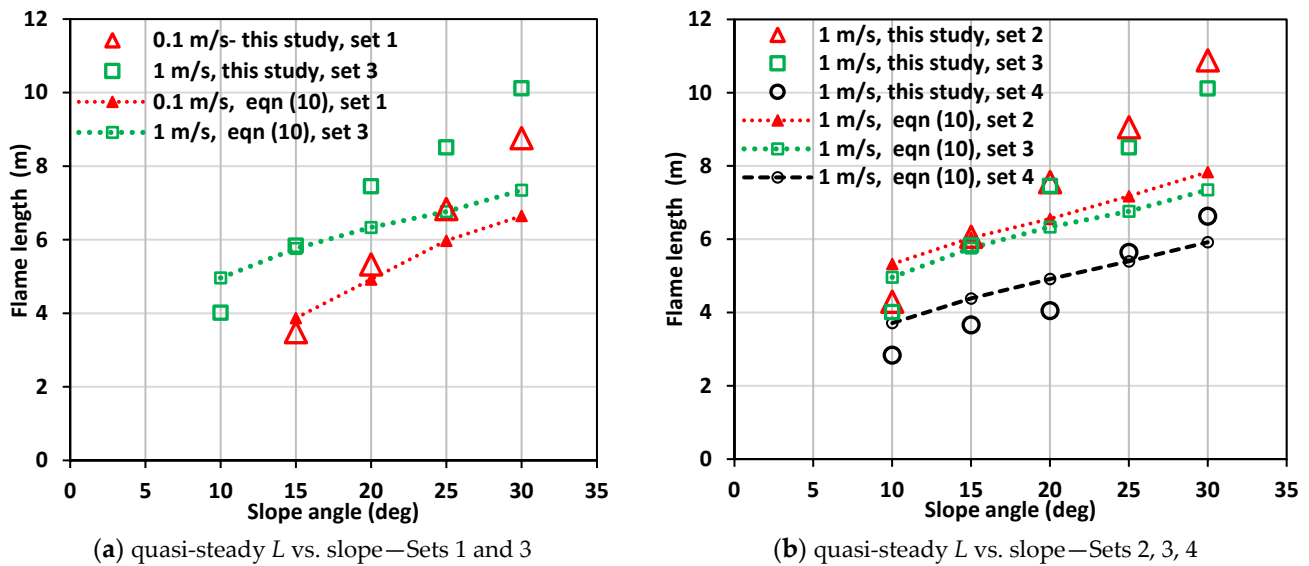 12
10
8
6
4
2
0
Flame length (m)
0.1 m/s- this study, set 1
1 m/s, this study, set 3
0.1 m/s, eqn (10), set 1
1 m/s, eqn (10), set 3
0 5 10 15 20 25 30 35
Slope angle (deg)
(a) quasi-steady L vs. slope—Sets 1 and 3
12
10
8
6
4
2
0
Flame length (m)
1 m/s, this study, set 2
1 m/s, this study, set 3
1 m/s, this study, set 4
1 m/s, eqn (10), set 2
1 m/s, eqn (10), set 3
1 m/s, eqn (10), set 4
0 5 10 15 20 25 30 35
Slope angle (deg)
(b) quasi-steady L vs. slope—Sets 2, 3, 4